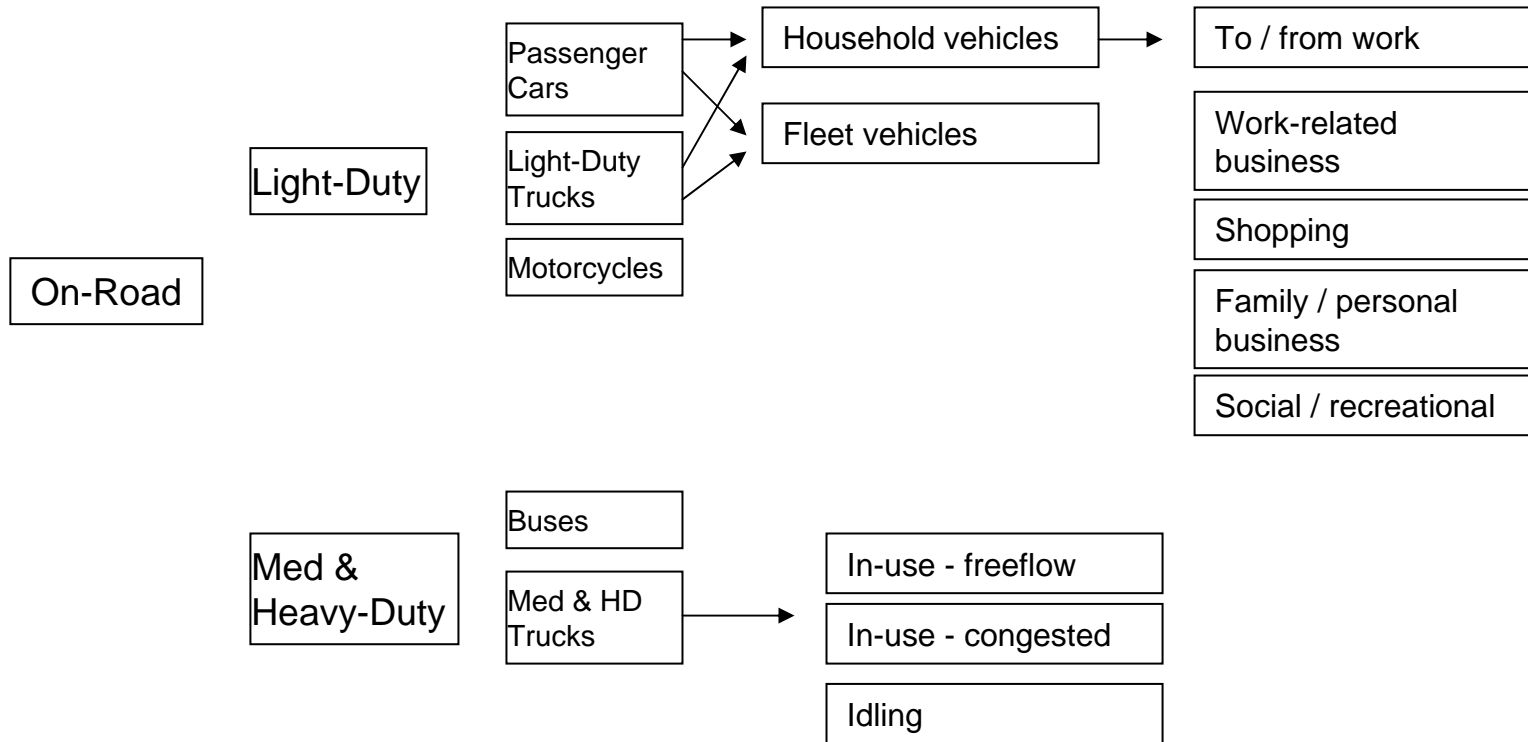 On-Road
Light-Duty
Passenger
Cars
Light-Duty
Trucks
Motorcycles
Household vehicles
Fleet vehicles
To / from work
Work-related
business
Shopping
Family / personal
business
Social / recreational
Med &
Heavy-Duty
Buses
Med & HD
Trucks
In-use - freeflow
In-use - congested
Idling